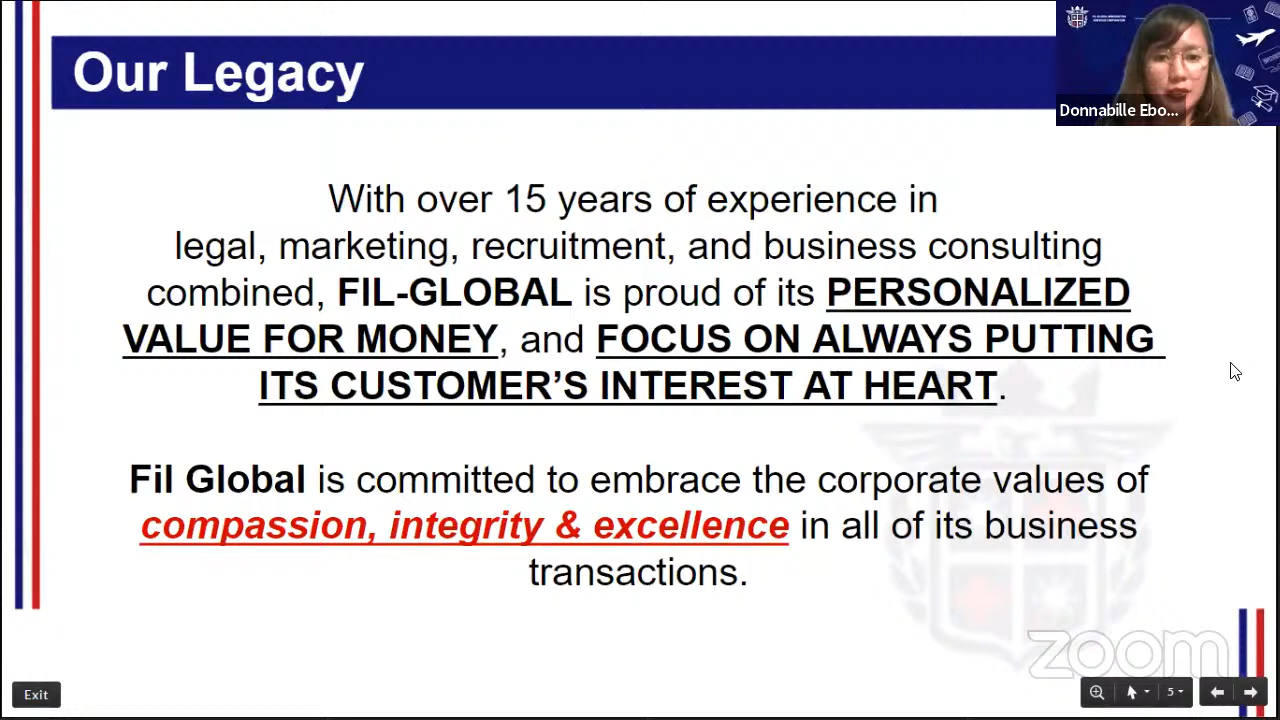 Our Legacy
Donnabille Ebo...
With over 15 years of experience in
legal, marketing, recruitment, and business consulting
combined, FIL-GLOBAL is proud of its PERSONALIZED
VALUE FOR MONEY, and FOCUS ON ALWAYS PUTTING
ITS CUSTOMER’S INTEREST AT HEART.
Fil Global is committed to embrace the corporate values of
compassion, integrity & excellence in all of its business
transactions.
zoom
Exit
5